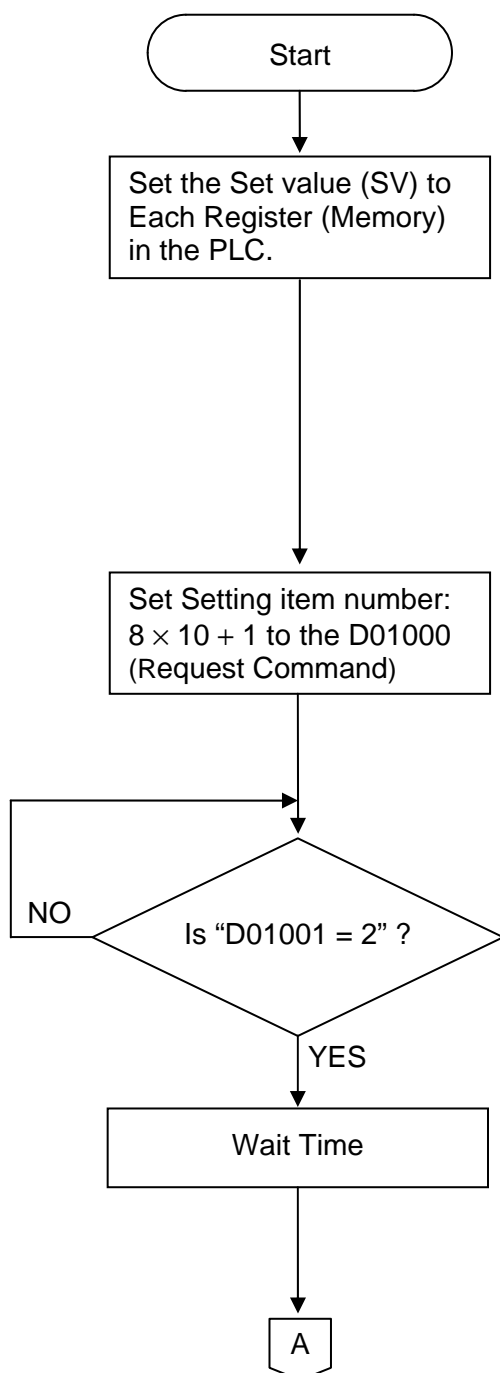 Start
Set the Set value (SV) to
Each Register (Memory)
in the PLC.
Set Setting item number:
8 × 10 + 1 to the D01000
(Request Command)
NO
Is “D01001 = 2” ?
YES
Wait Time
A